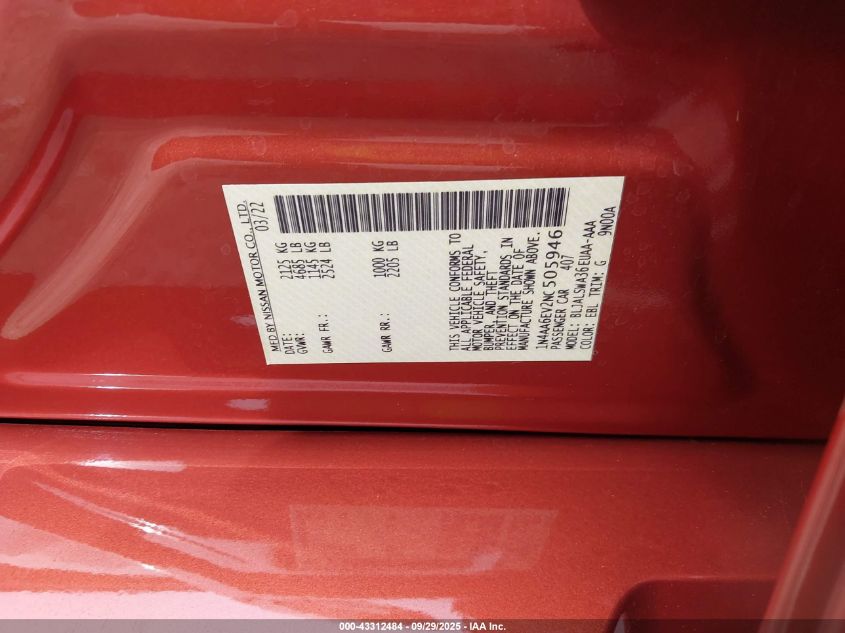 MFD BY NISSAN MOTOR CO., LTD.
DATE: 03/22
GVWR: 2125 KG
4685 LB
GAWR FR.: 1145 KG
2524 LB
GAWR RR.: 1000 KG
2205 LB
THIS VEHICLE CONFORMS TO
ALL APPLICABLE FEDERAL
MOTOR VEHICLE SAFETY,
BUMPER, AND THEFT
PREVENTION STANDARDS IN
EFFECT ON THE DATE OF
MANUFACTURE SHOWN ABOVE.
1N4AA6EV2NC505946
PASSENGER CAR 407
MODEL: BLJALSWA36EUAA-AAA
COLOR: EBL TRIM: G 9N00A
000-43312484 - 09/29/2025 - IAA Inc.